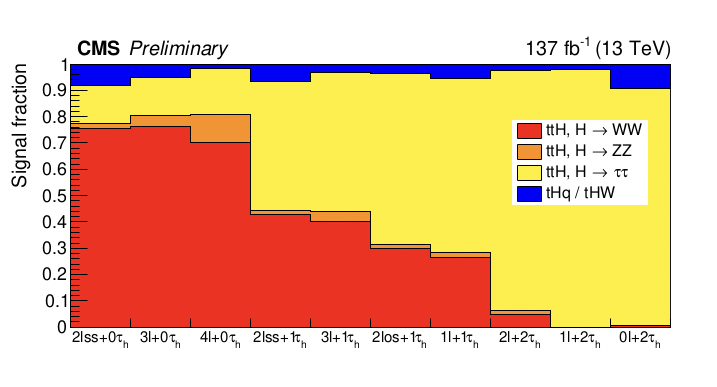 CMS Preliminary 137 fb⁻¹ (13 TeV)
Signal fraction
1
0.9
0.8
0.7
0.6
0.5
0.4
0.3
0.2
0.1
0
ttH, H → WW
ttH, H → ZZ
ttH, H → ττ
tHq / tHW
2lss+0τh 3l+0τh 4l+0τh 2lss+1τh 3l+1τh 2los+1τh 1l+1τh 2l+2τh 1l+2τh 0l+2τh